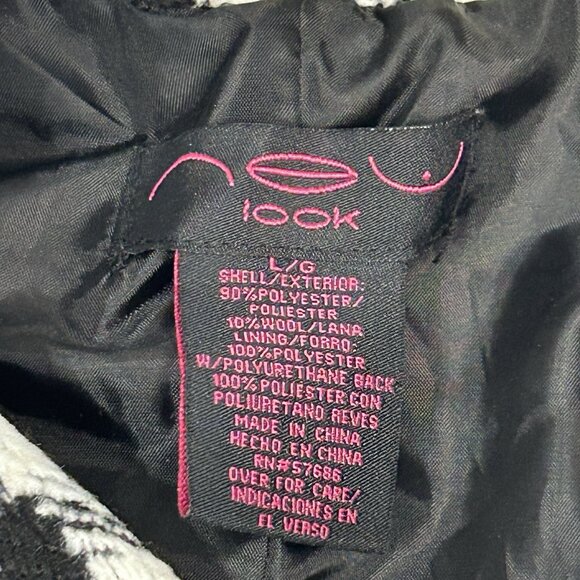 new
look
L/G
SHELL/EXTERIOR:
90%POLYESTER/
POLIESTER
10%WOOL/LANA
LINING/FORRO:
100%POLYESTER
W/POLYURETHANE BACK
100%POLIESTER CON
POLIURETANO REVES
MADE IN CHINA
HECHO EN CHINA
RN#57686
OVER FOR CARE/
INDICACIONES EN
EL VERSO